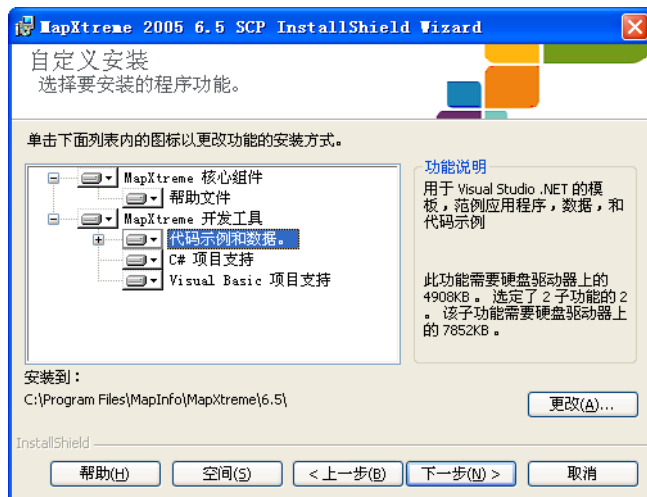 MapXtreme 2005 6.5 SCP InstallShield Wizard
自定义安装
选择要安装的程序功能。
单击下面列表内的图标以更改功能的安装方式。
MapXtreme 核心组件
帮助文件
MapXtreme 开发工具
代码示例和数据。
C# 项目支持
Visual Basic 项目支持
功能说明
用于 Visual Studio .NET 的模
板，范例应用程序，数据，和
代码示例
此功能需要硬盘驱动器上的
4908KB 。 选定了 2 子功能的 2
。 该子功能需要硬盘驱动器上
的 7852KB 。
安装到：
C:\Program Files\MapInfo\MapXtreme\6.5\
更改(A)...
InstallShield
帮助(H)
空间(S)
< 上一步(B)
下一步(N) >
取消